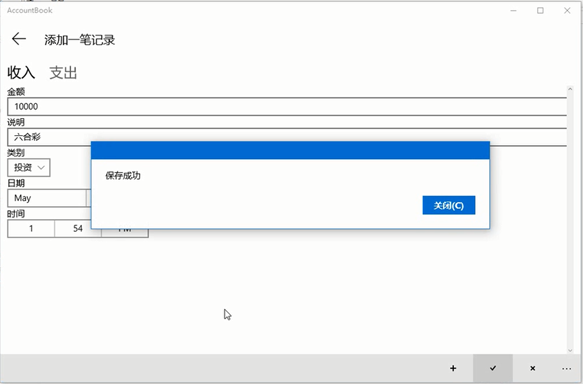 AccountBook
添加一笔记录
收入 支出
金额
10000
说明
六合彩
类别
投资
保存成功
日期
May
关闭(C)
时间
1 54 PM